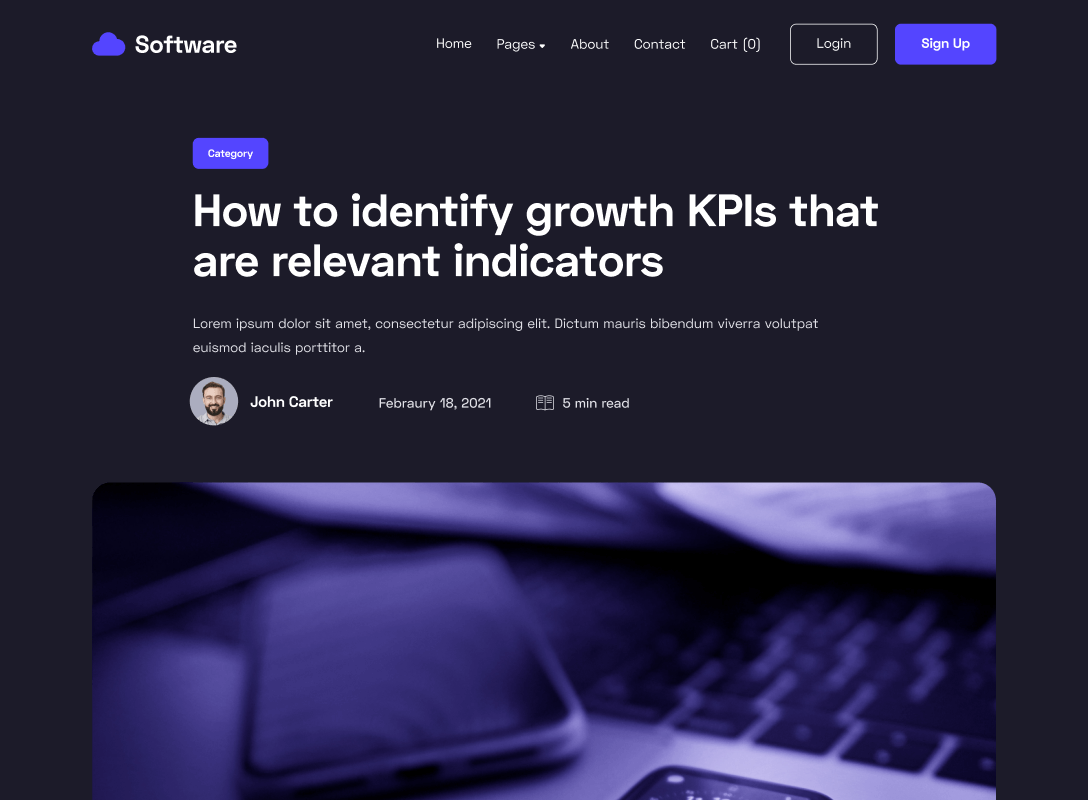 Software
Home Pages About Contact Cart (0) Login Sign Up
Category
How to identify growth KPIs that
are relevant indicators
Lorem ipsum dolor sit amet, consectetur adipiscing elit. Dictum mauris bibendum viverra volutpat
euismod iaculis porttitor a.
John Carter Febraury 18, 2021 5 min read